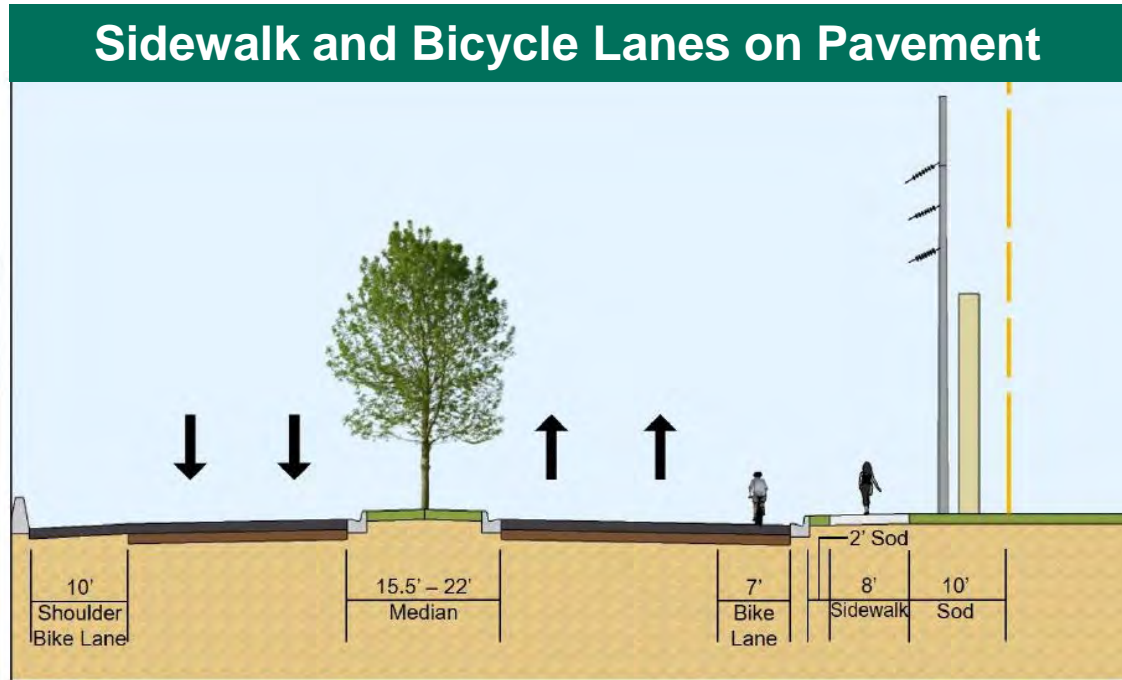 Sidewalk and Bicycle Lanes on Pavement
2’ Sod
10’
Shoulder
Bike Lane
15.5’ – 22’
Median
7’
Bike
Lane
8’
Sidewalk
10’
Sod